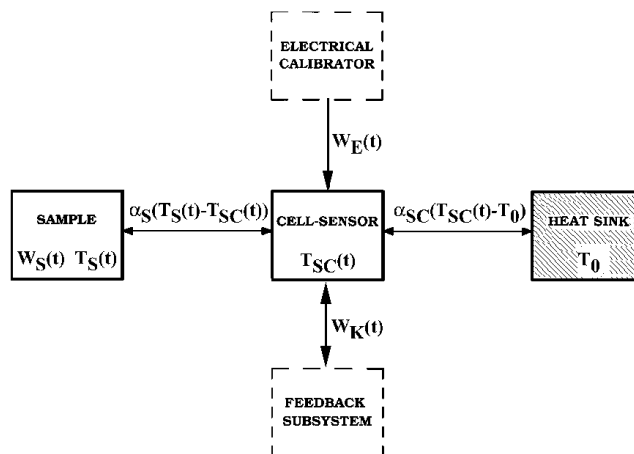 ELECTRICAL
CALIBRATOR
W_E(t)
SAMPLE
W_S(t) T_S(t)
α_S(T_S(t)-T_SC(t))
CELL-SENSOR
T_SC(t)
α_SC(T_SC(t)-T_0)
HEAT SINK
T_0
W_K(t)
FEEDBACK
SUBSYSTEM